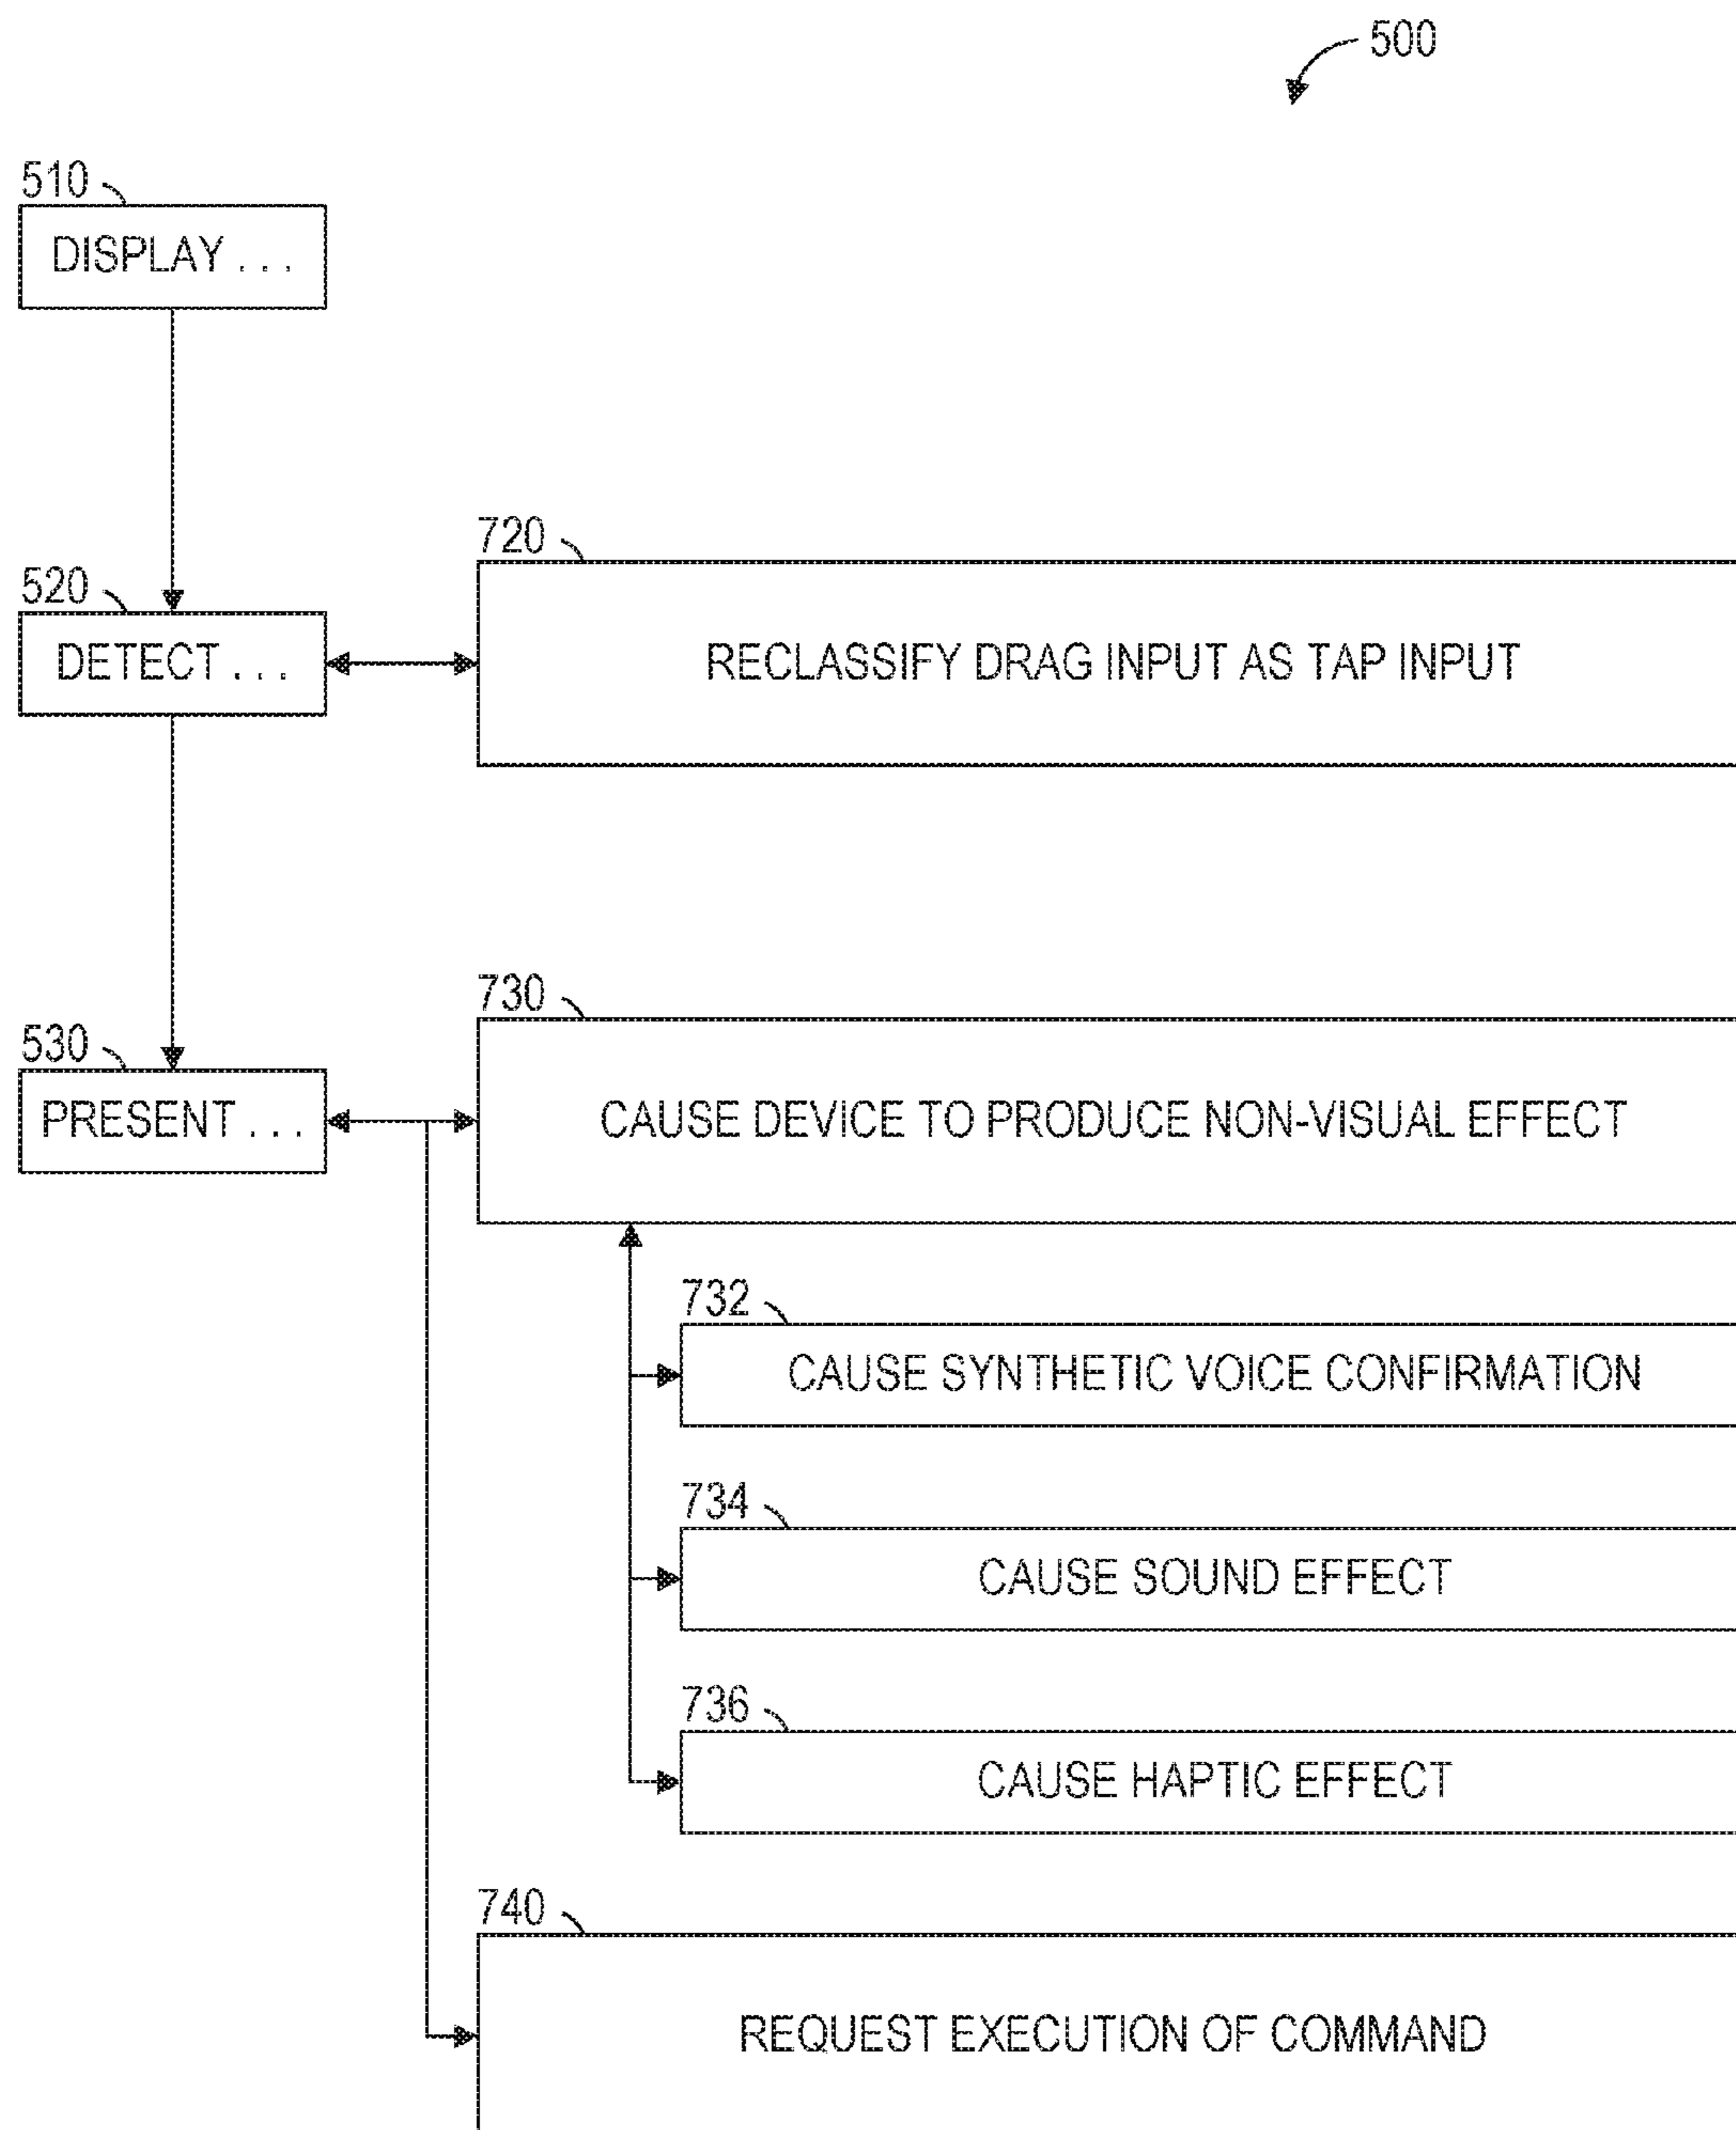 500
510
DISPLAY . . .
720
520
DETECT . . .
RECLASSIFY DRAG INPUT AS TAP INPUT
730
530
PRESENT . . .
CAUSE DEVICE TO PRODUCE NON-VISUAL EFFECT
732
CAUSE SYNTHETIC VOICE CONFIRMATION
734
CAUSE SOUND EFFECT
736
CAUSE HAPTIC EFFECT
740
REQUEST EXECUTION OF COMMAND